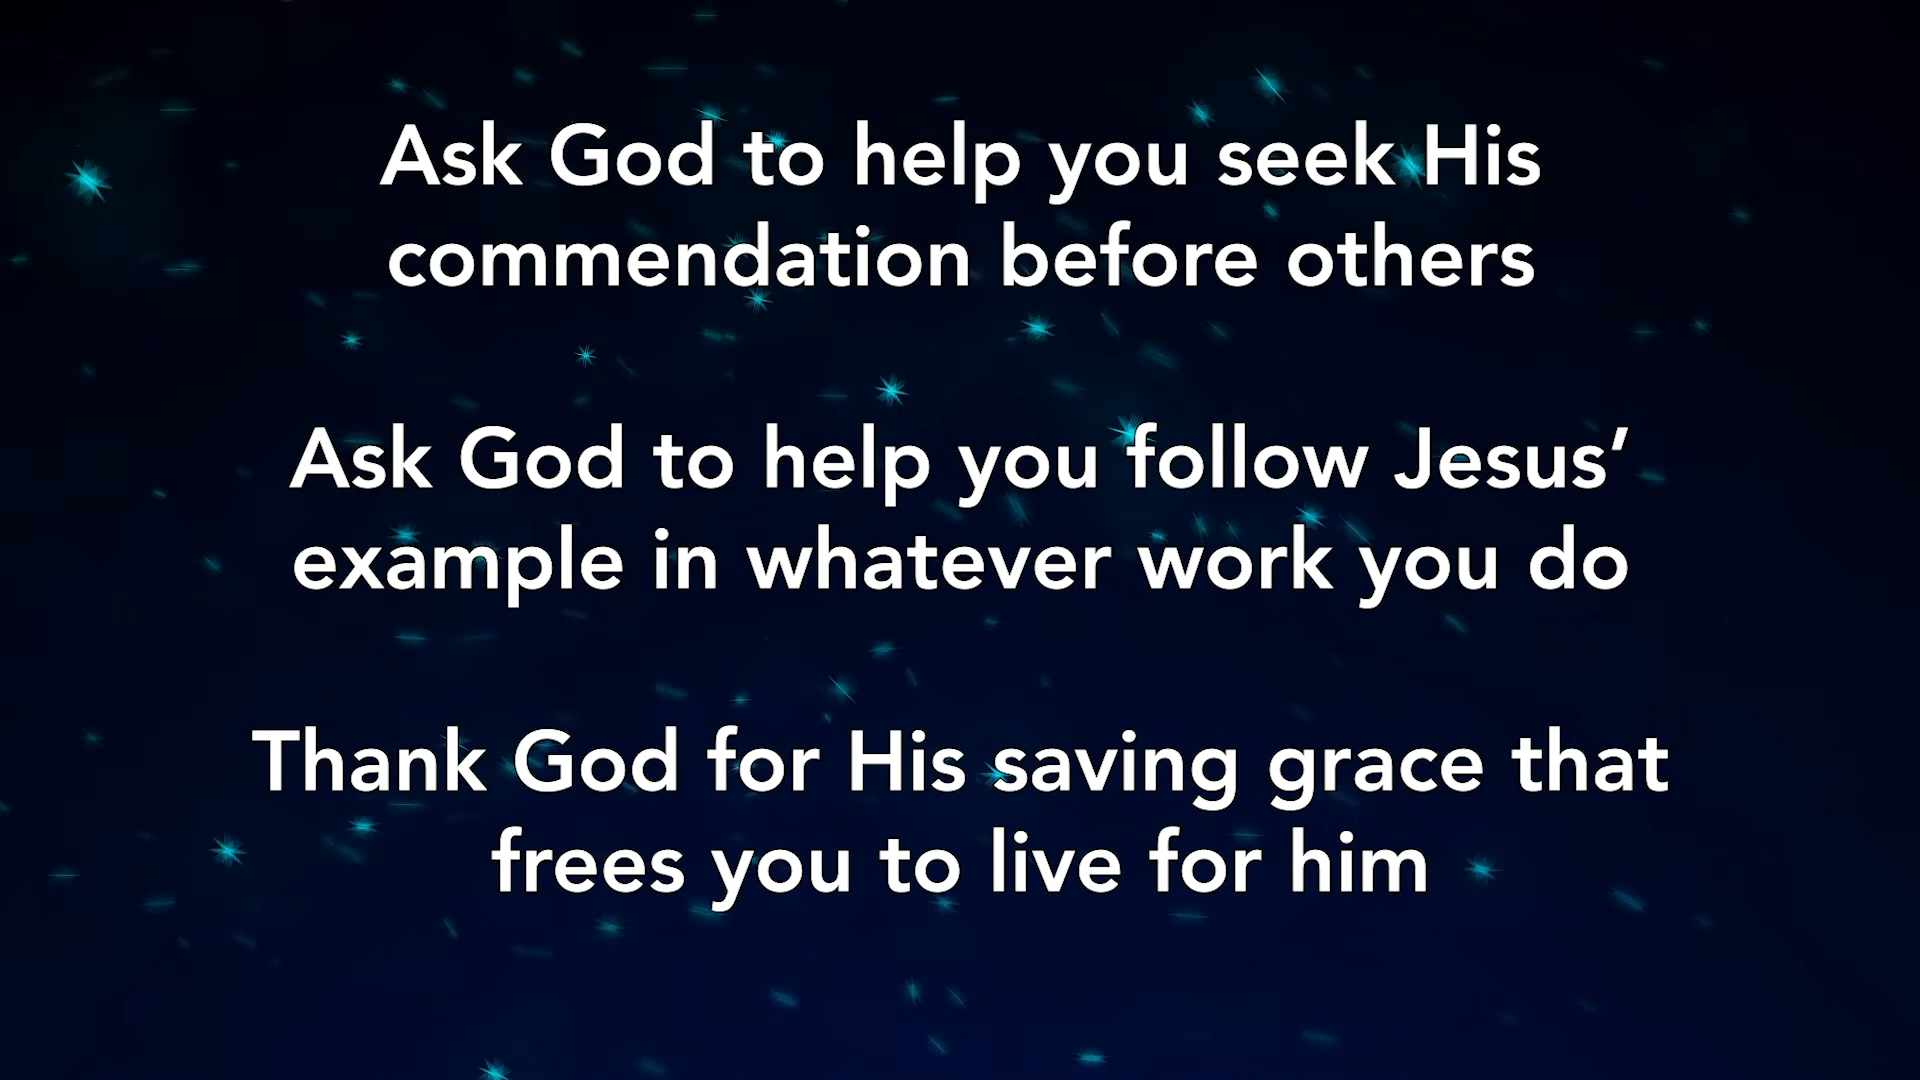 Ask God to help you seek His
commendation before others
Ask God to help you follow Jesus’
example in whatever work you do
Thank God for His saving grace that
frees you to live for him